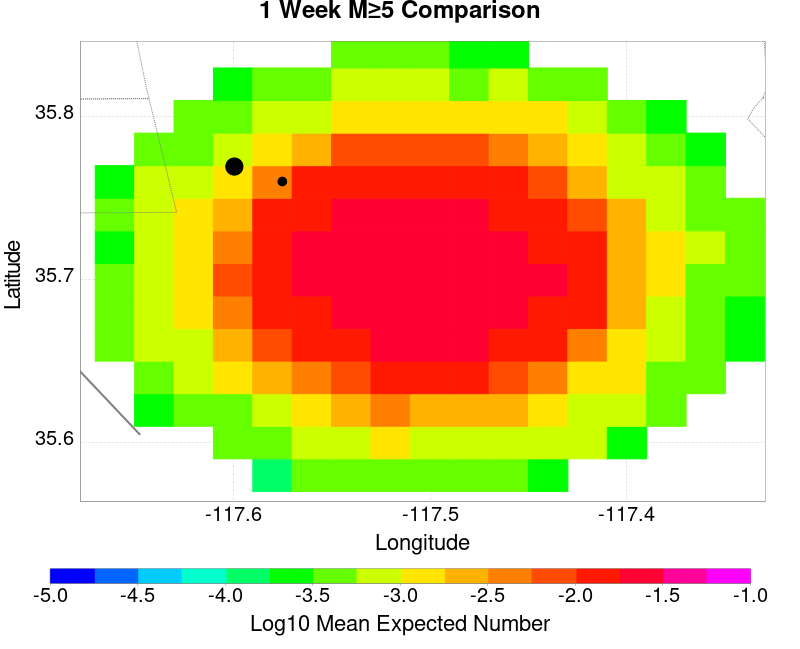 1 Week M≥5 Comparison
35.8
35.7
35.6
Latitude
-117.6 -117.5 -117.4
Longitude
-5.0 -4.5 -4.0 -3.5 -3.0 -2.5 -2.0 -1.5 -1.0
Log10 Mean Expected Number